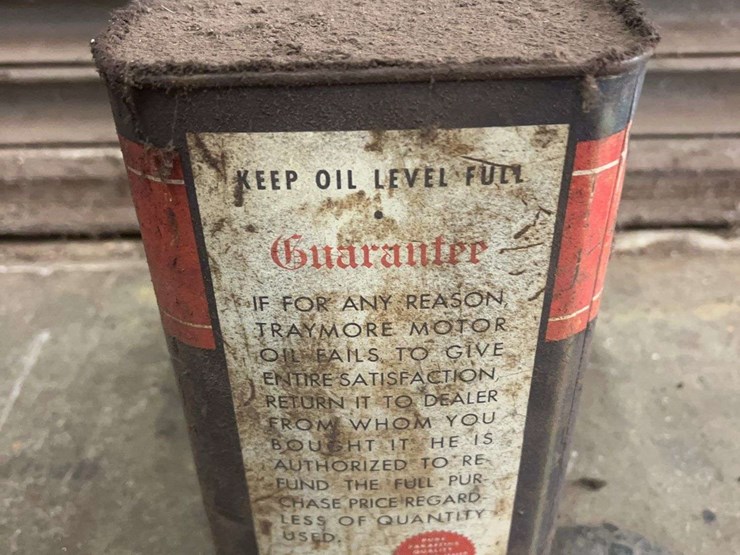 KEEP OIL LEVEL FULL
Guarantee
IF FOR ANY REASON,
TRAYMORE MOTOR
OIL FAILS, TO GIVE
ENTIRE SATISFACTION,
RETURN IT TO DEALER
FROM WHOM YOU
BOUGHT IT HE IS
AUTHORIZED TO RE-
FUND THE FULL PUR-
CHASE PRICE REGARD-
LESS OF QUANTITY
USED.
PURE
QUALITY